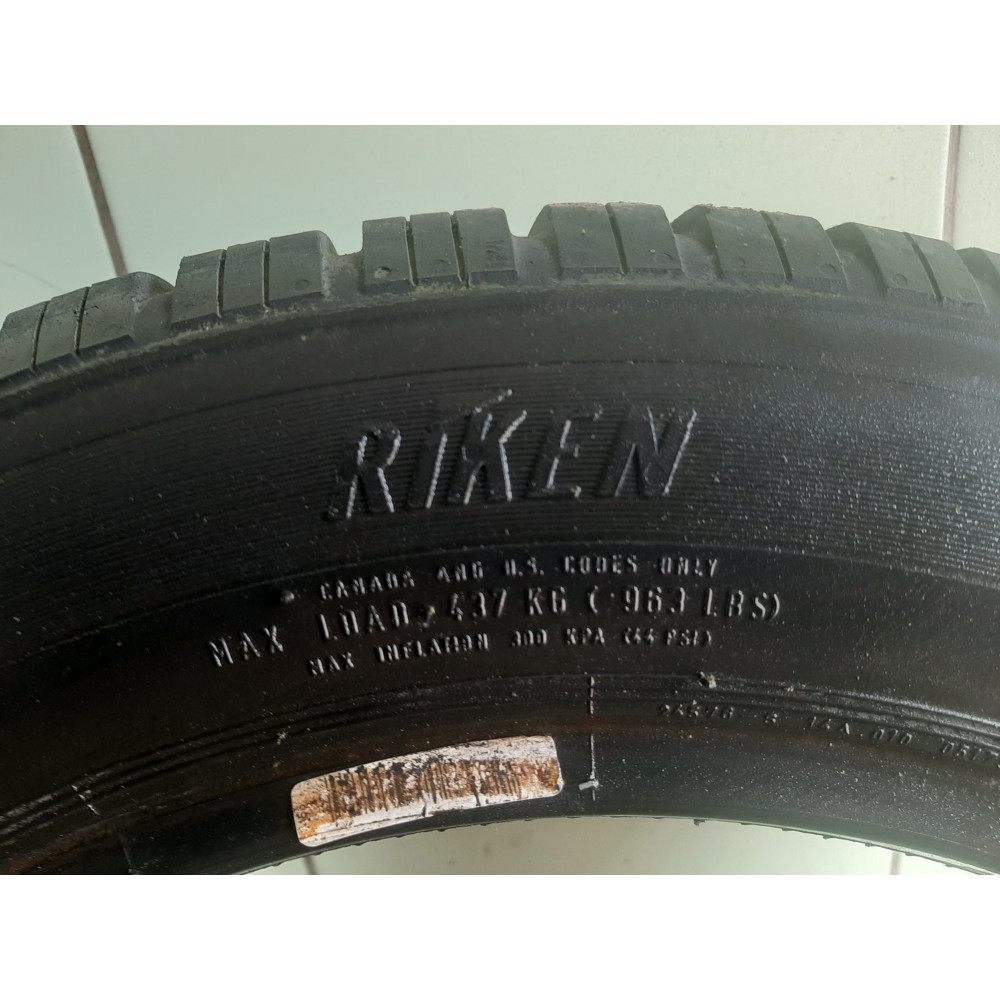 RIKEN
CANADA AND U.S. CODES ONLY
MAX LOAD 437 KG (963 LBS)
MAX INFLATION 300 KPA (44 PSI)